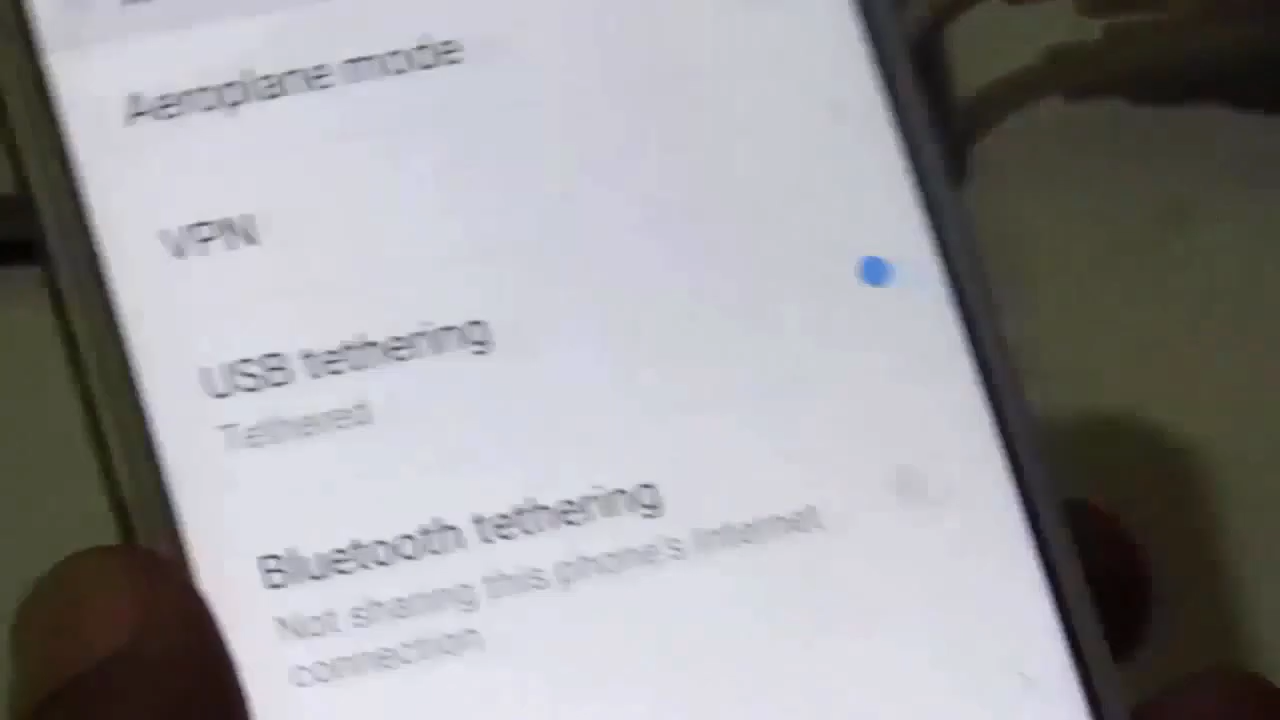 Aeroplane mode
VPN
USB tethering
Tethered
Bluetooth tethering
Not sharing this phone's Internet
connection